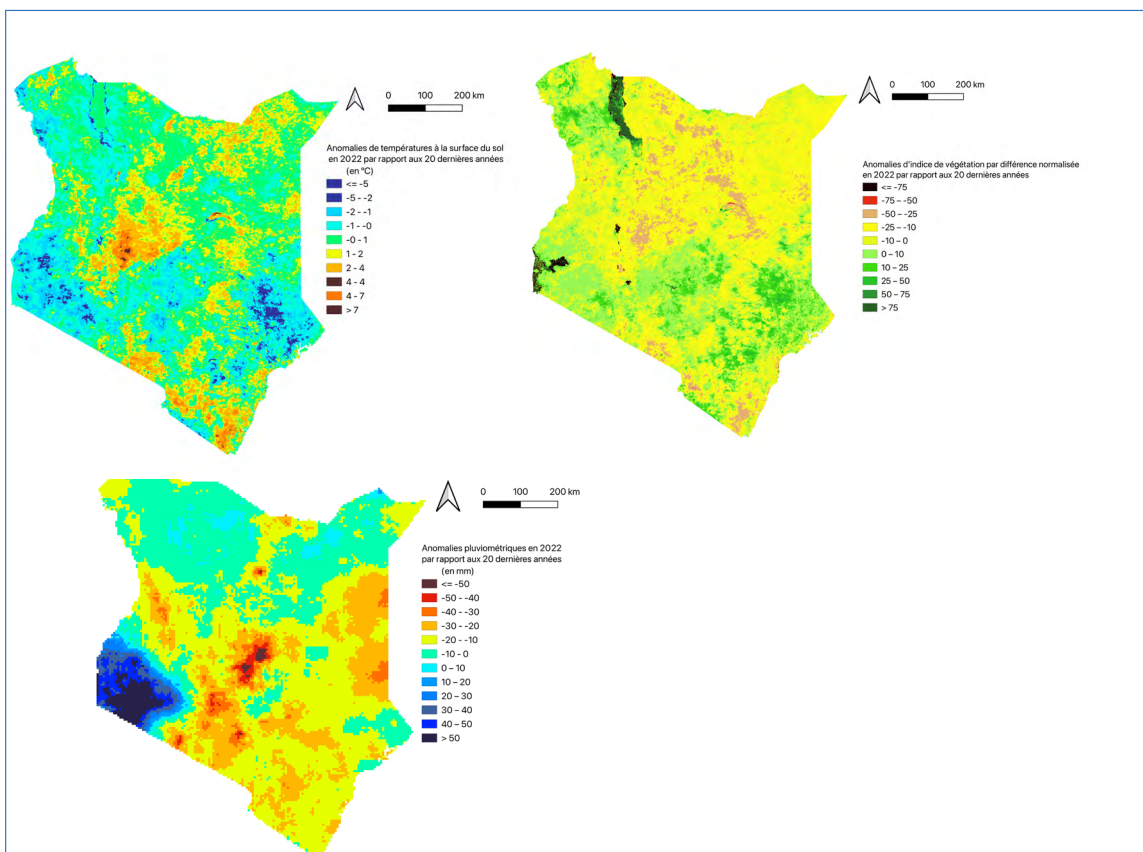 0 100 200 km
Anomalies de températures à la surface du sol
en 2022 par rapport aux 20 dernières années
(en °C)
<= -5
-5 - -2
-2 - -1
-1 - -0
-0 - 1
1 - 2
2 - 4
4 - 4
4 - 7
> 7
0 100 200 km
Anomalies d'indice de végétation par différence normalisée
en 2022 par rapport aux 20 dernières années
<= -75
-75 – -50
-50 – -25
-25 – -10
-10 – 0
0 – 10
10 – 25
25 – 50
50 – 75
> 75
0 100 200 km
Anomalies pluviométriques en 2022
par rapport aux 20 dernières années
(en mm)
<= -50
-50 - -40
-40 - -30
-30 - -20
-20 - -10
-10 - 0
0 – 10
10 – 20
20 – 30
30 – 40
40 – 50
> 50